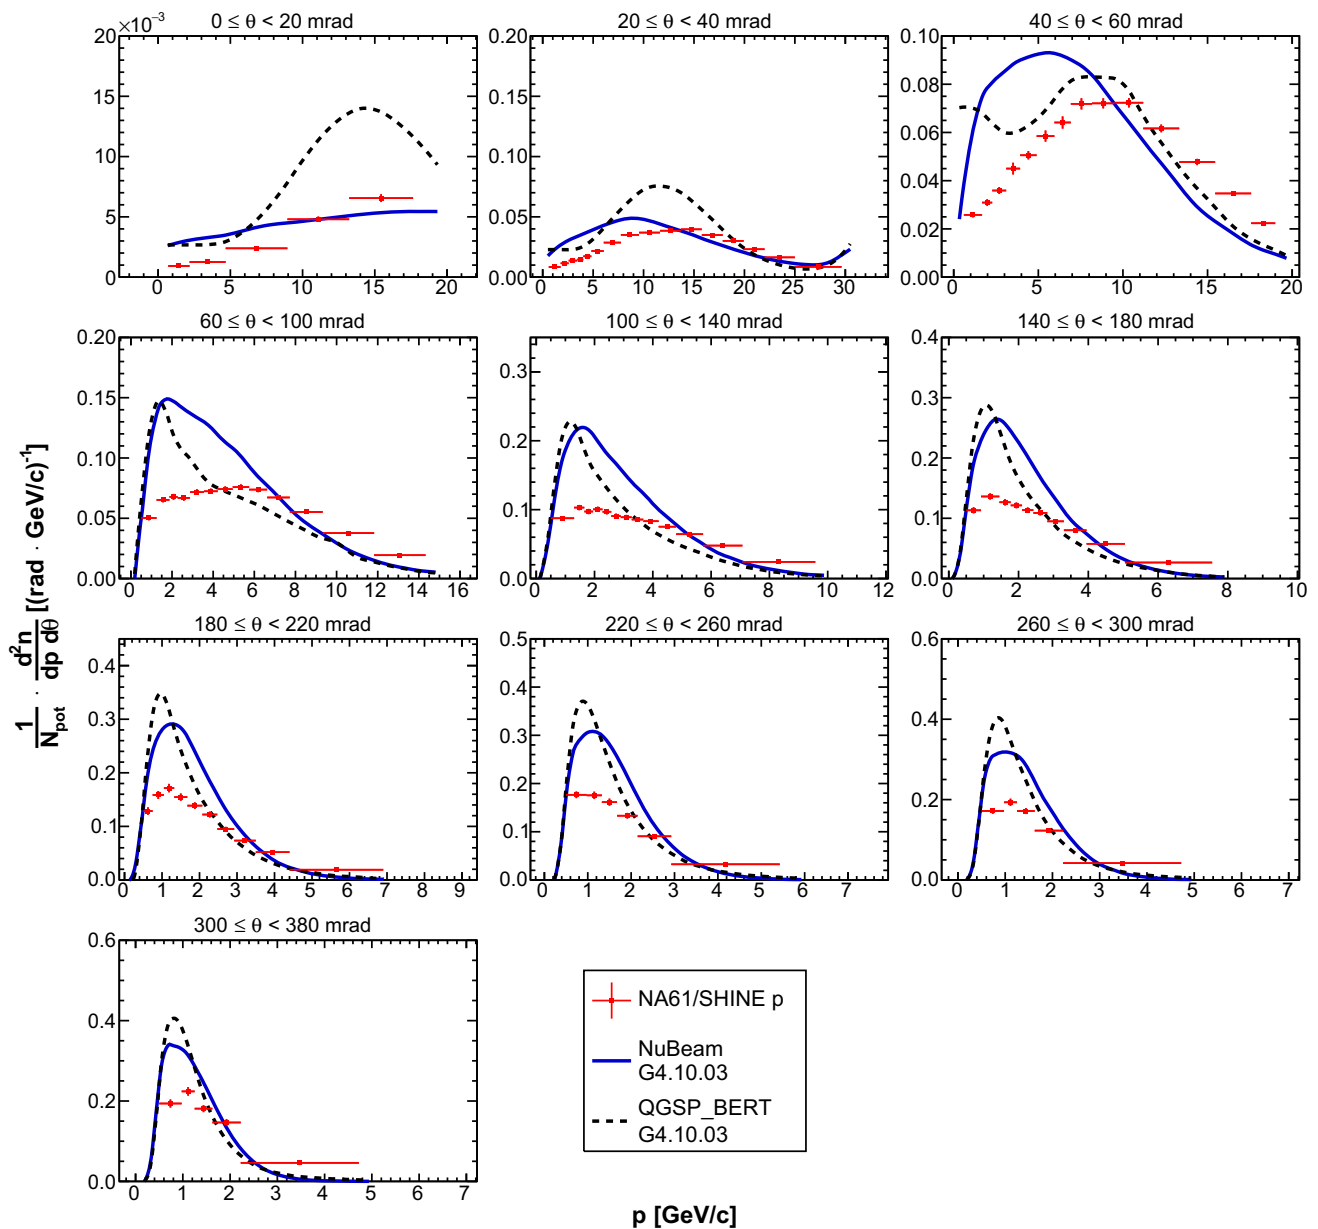 ×10⁻³
0 ≤ θ < 20 mrad
20 ≤ θ < 40 mrad
40 ≤ θ < 60 mrad
20
15
10
5
0
0 5 10 15 20
0.20
0.15
0.10
0.05
0.00
0 5 10 15 20 25 30
0.10
0.08
0.06
0.04
0.02
0.00
0 5 10 15 20
60 ≤ θ < 100 mrad
100 ≤ θ < 140 mrad
140 ≤ θ < 180 mrad
0.20
0.15
0.10
0.05
0.00
0 2 4 6 8 10 12 14 16
0.3
0.2
0.1
0.0
0 2 4 6 8 10 12
0.4
0.3
0.2
0.1
0.0
0 2 4 6 8 10
180 ≤ θ < 220 mrad
220 ≤ θ < 260 mrad
260 ≤ θ < 300 mrad
0.4
0.3
0.2
0.1
0.0
0 1 2 3 4 5 6 7 8 9
0.5
0.4
0.3
0.2
0.1
0.0
0 1 2 3 4 5 6 7
0.6
0.4
0.2
0.0
0 1 2 3 4 5 6 7
300 ≤ θ < 380 mrad
0.6
0.4
0.2
0.0
0 1 2 3 4 5 6 7
NA61/SHINE p
NuBeam
G4.10.03
QGSP_BERT
G4.10.03
1/N_pot · d²n/dp dθ [(rad · GeV/c)⁻¹]
p [GeV/c]